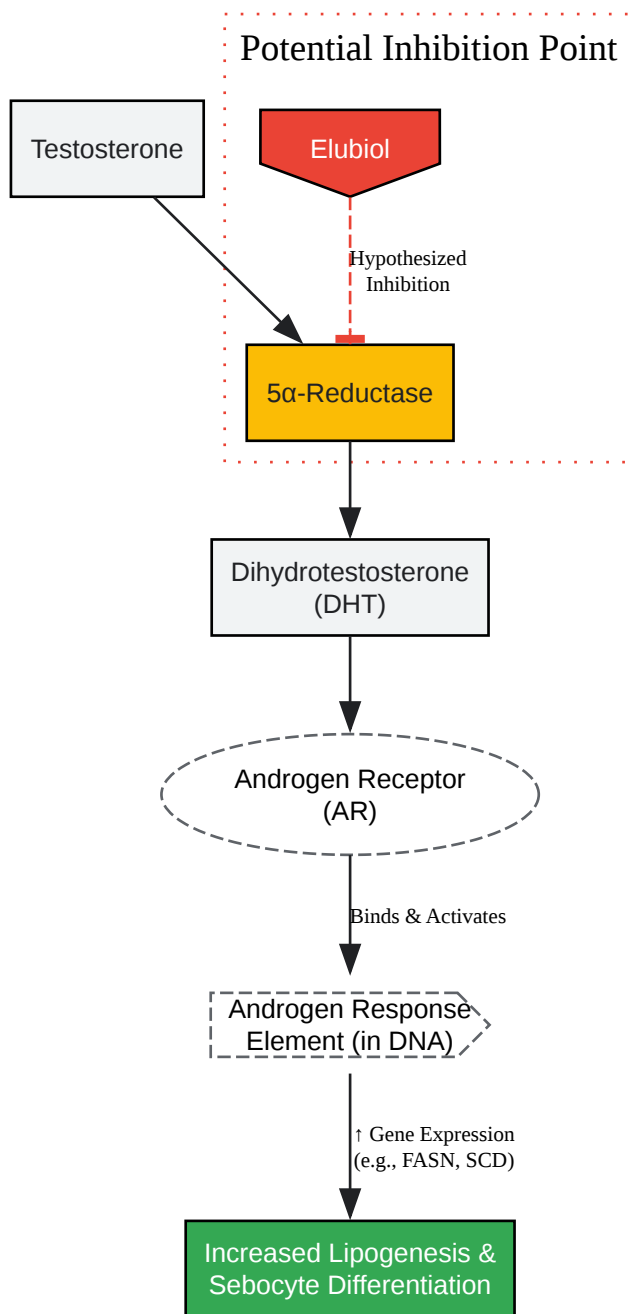 Potential Inhibition Point
Testosterone
Elubiol
Hypothesized
Inhibition
5α-Reductase
Dihydrotestosterone
(DHT)
Androgen Receptor
(AR)
Binds & Activates
Androgen Response
Element (in DNA)
↑ Gene Expression
(e.g., FASN, SCD)
Increased Lipogenesis &
Sebocyte Differentiation